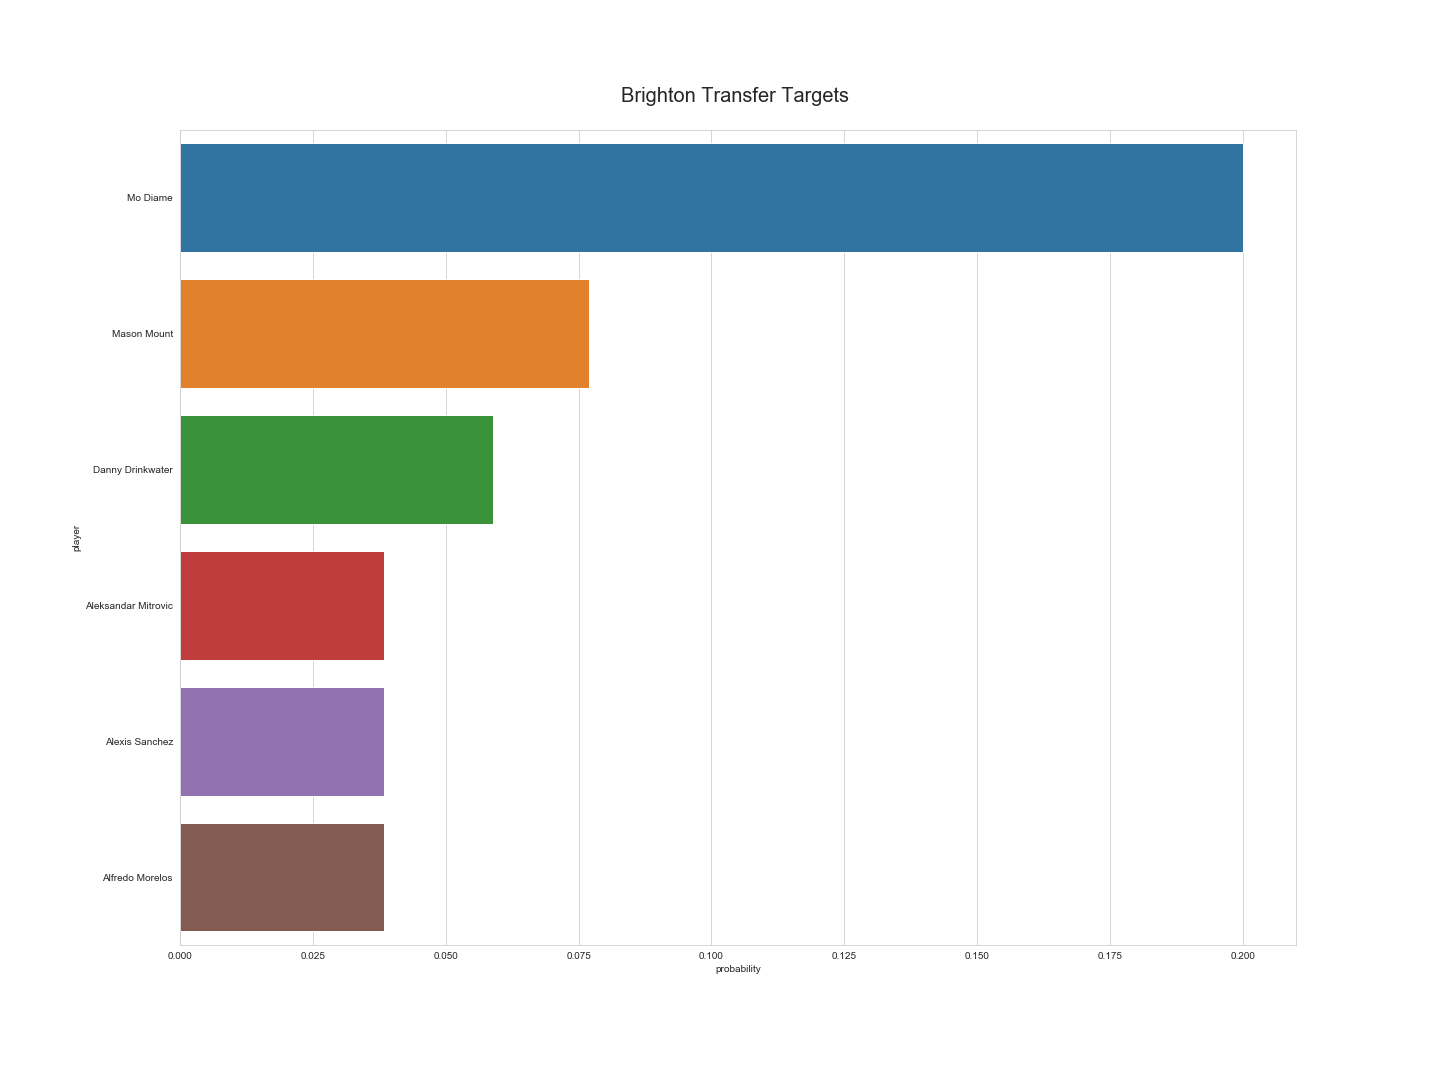 Brighton Transfer Targets
Mo Diame
Mason Mount
Danny Drinkwater
player
Aleksandar Mitrovic
Alexis Sanchez
Alfredo Morelos
0.000 0.025 0.050 0.075 0.100 0.125 0.150 0.175 0.200
probability